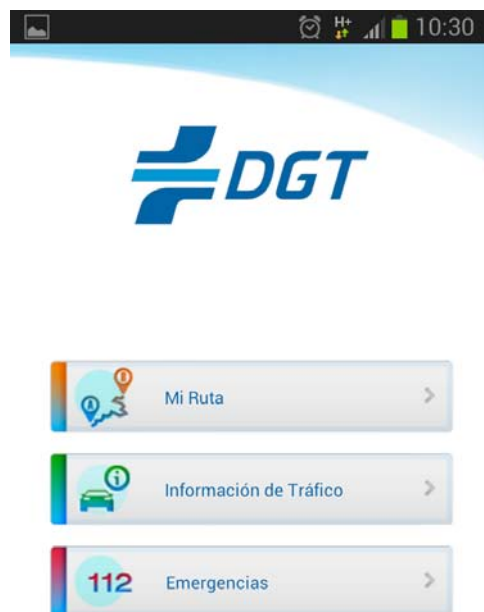 H+ 10:30
DGT
Mi Ruta
Información de Tráfico
112 Emergencias